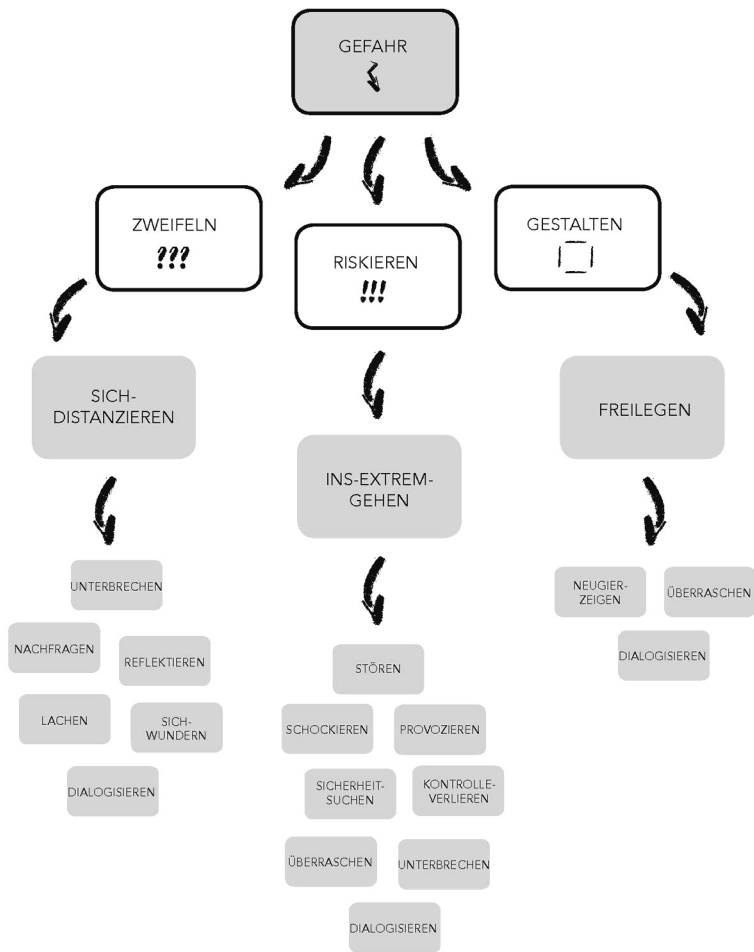 GEFAHR
ZWEIFELN
???
RISKIEREN
!!!
GESTALTEN
SICH-
DISTANZIEREN
INS-EXTREM-
GEHEN
FREILEGEN
UNTERBRECHEN
NACHFRAGEN
REFLEKTIEREN
LACHEN
SICH-
WUNDERN
DIALOGISIEREN
STÖREN
SCHOCKIEREN
PROVOZIEREN
SICHERHEIT-
SUCHEN
KONTROLLE-
VERLIEREN
ÜBERRASCHEN
UNTERBRECHEN
DIALOGISIEREN
NEUGIER-
ZEIGEN
ÜBERRASCHEN
DIALOGISIEREN